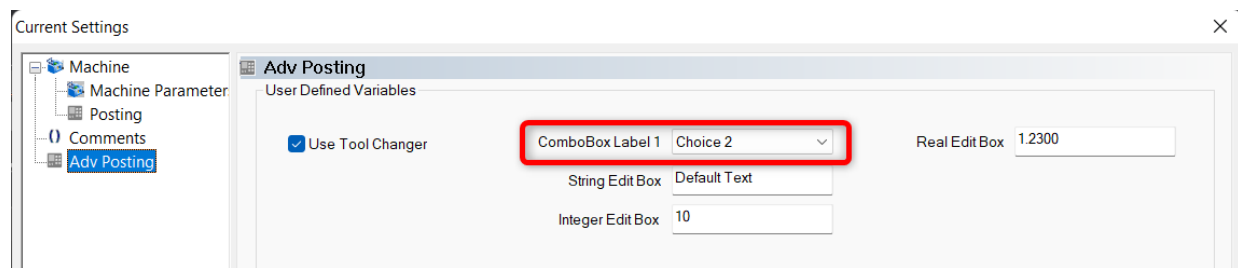 Current Settings
Machine
Machine Parameter
Posting
Comments
Adv Posting
Adv Posting
User Defined Variables
Use Tool Changer
ComboBox Label 1 Choice 2
Real Edit Box 1.2300
String Edit Box Default Text
Integer Edit Box 10